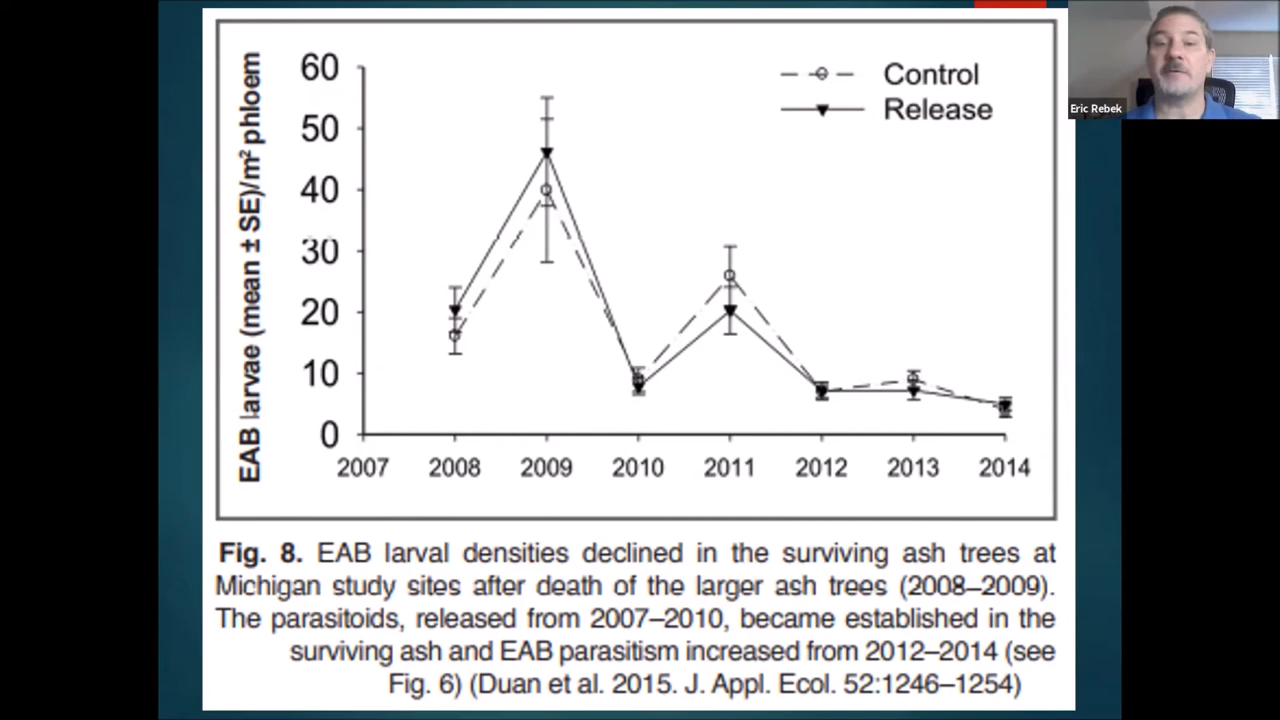 Control
Release
Eric Rebek
EAB larvae (mean ± SE)/m² phloem
60
50
40
30
20
10
0
2007 2008 2009 2010 2011 2012 2013 2014
Fig. 8. EAB larval densities declined in the surviving ash trees at
Michigan study sites after death of the larger ash trees (2008–2009).
The parasitoids, released from 2007–2010, became established in the
surviving ash and EAB parasitism increased from 2012–2014 (see
Fig. 6) (Duan et al. 2015. J. Appl. Ecol. 52:1246–1254)